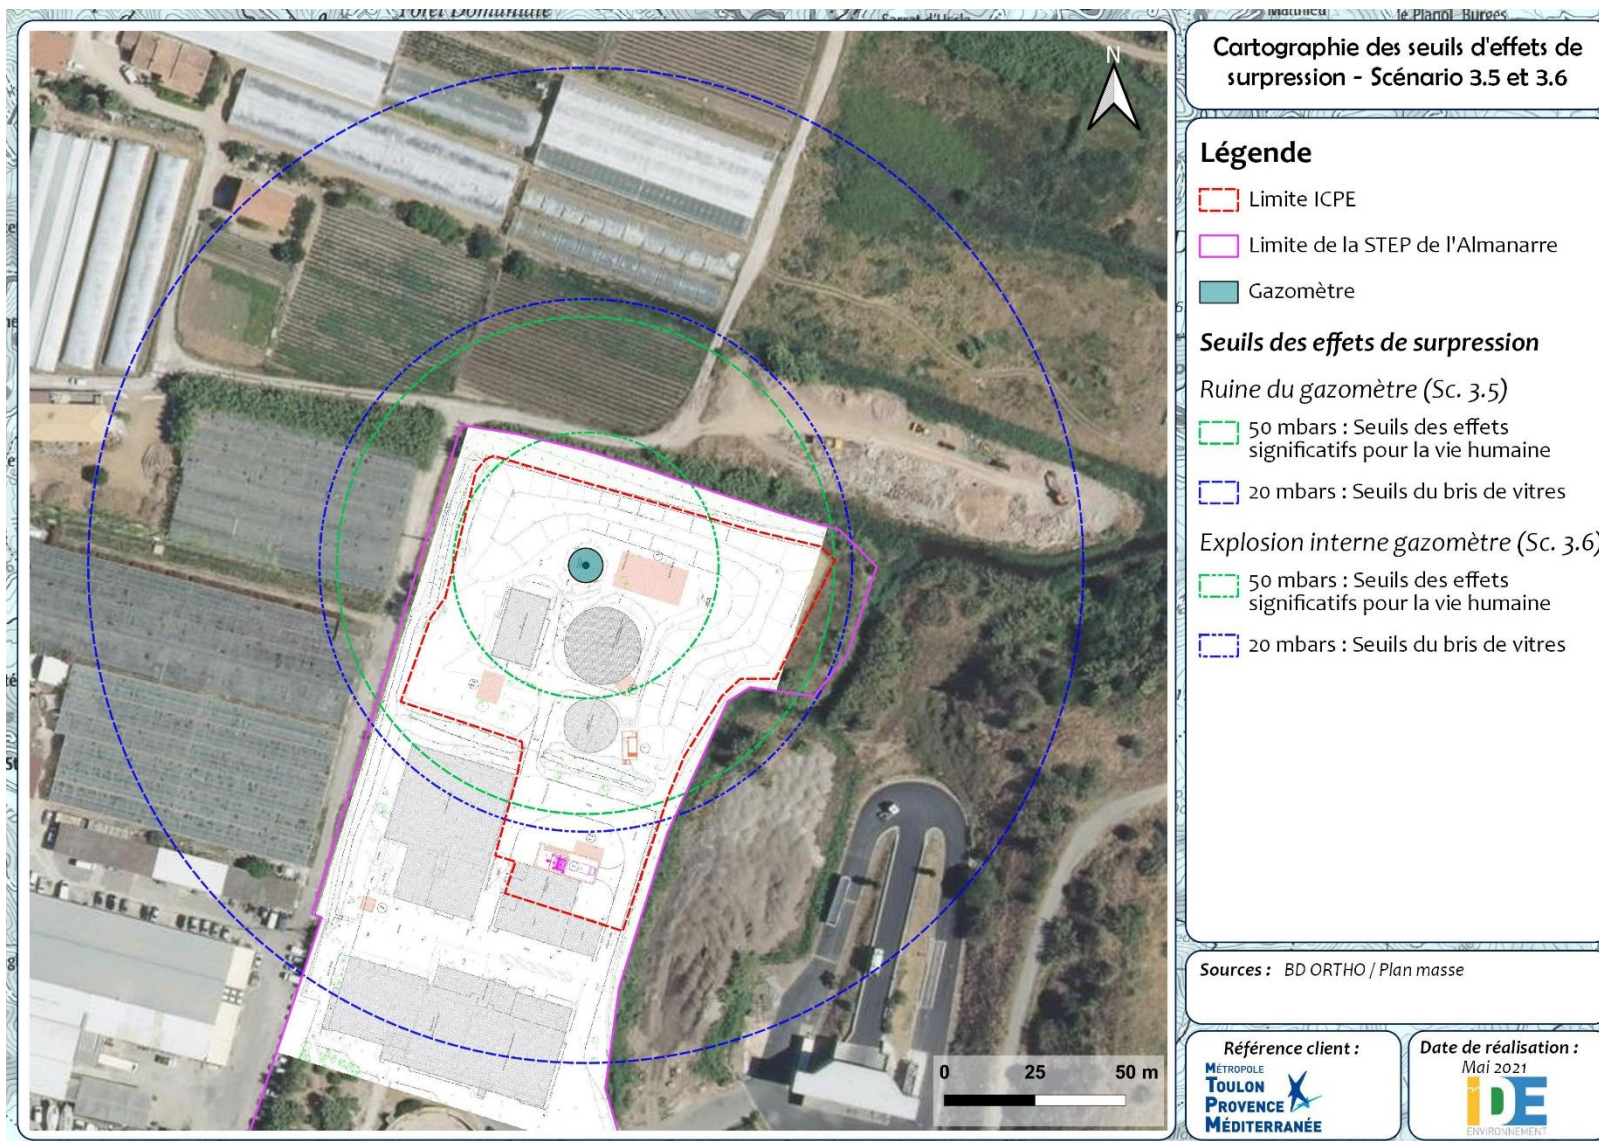 Forêt Domaniale
Cartographie des seuils d'effets de
surpression - Scénario 3.5 et 3.6
N
Légende
Limite ICPE
Limite de la STEP de l'Almanarre
Gazomètre
Seuils des effets de surpression
Ruine du gazomètre (Sc. 3.5)
50 mbars : Seuils des effets
significatifs pour la vie humaine
20 mbars : Seuils du bris de vitres
Explosion interne gazomètre (Sc. 3.6)
50 mbars : Seuils des effets
significatifs pour la vie humaine
20 mbars : Seuils du bris de vitres
Sources : BD ORTHO / Plan masse
0 25 50 m
Référence client :
MÉTROPOLE
TOULON
PROVENCE
MÉDITERRANÉE
Date de réalisation :
Mai 2021
IDE
ENVIRONNEMENT